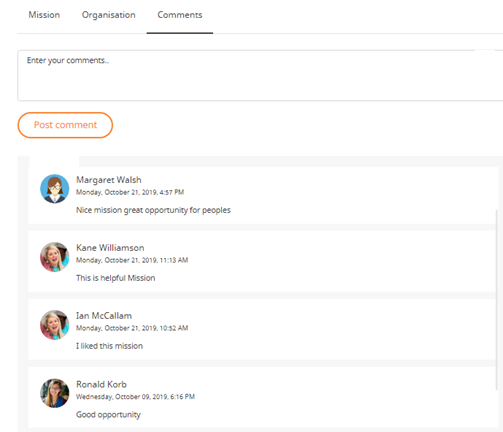 Mission Organisation Comments
Enter your comments..
Post comment
Margaret Walsh
Monday, October 21, 2019, 4:57 PM
Nice mission great opportunity for peoples
Kane Williamson
Monday, October 21, 2019, 11:13 AM
This is helpful Mission
Ian McCallam
Monday, October 21, 2019, 10:52 AM
I liked this mission
Ronald Korb
Wednesday, October 09, 2019, 6:16 PM
Good opportunity